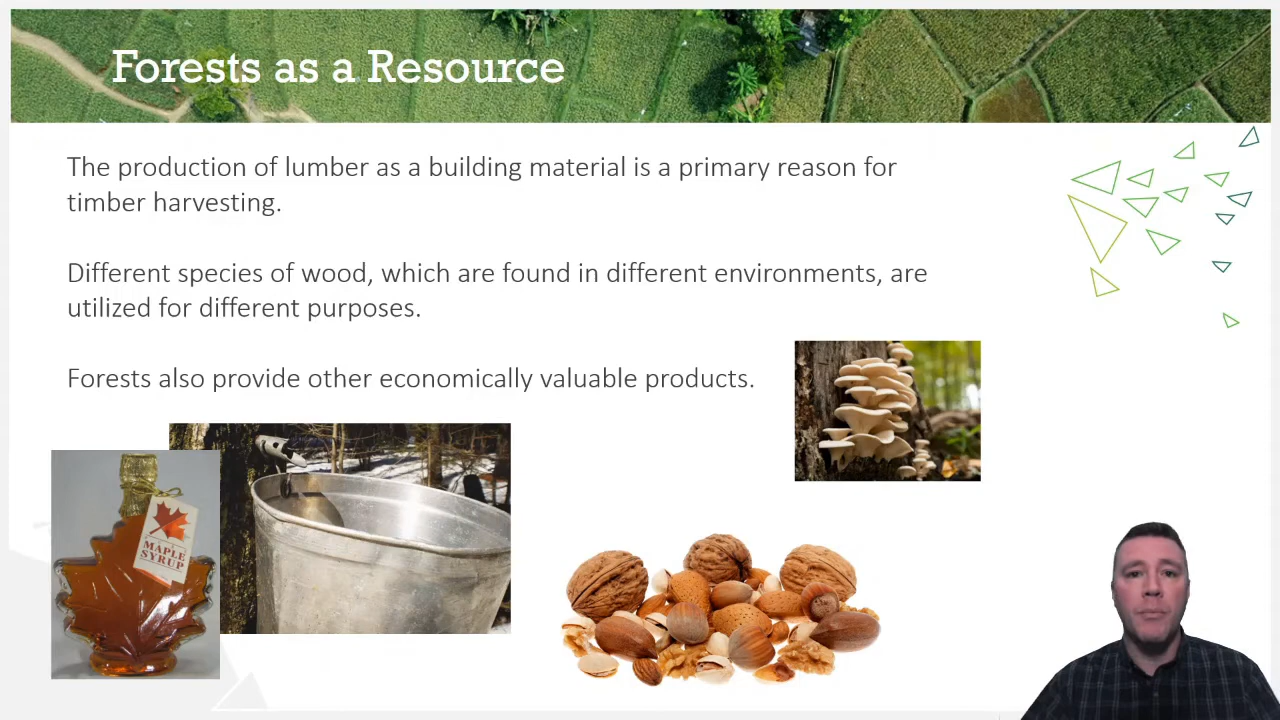 Forests as a Resource
The production of lumber as a building material is a primary reason for
timber harvesting.
Different species of wood, which are found in different environments, are
utilized for different purposes.
Forests also provide other economically valuable products.
MAPLE
SYRUP